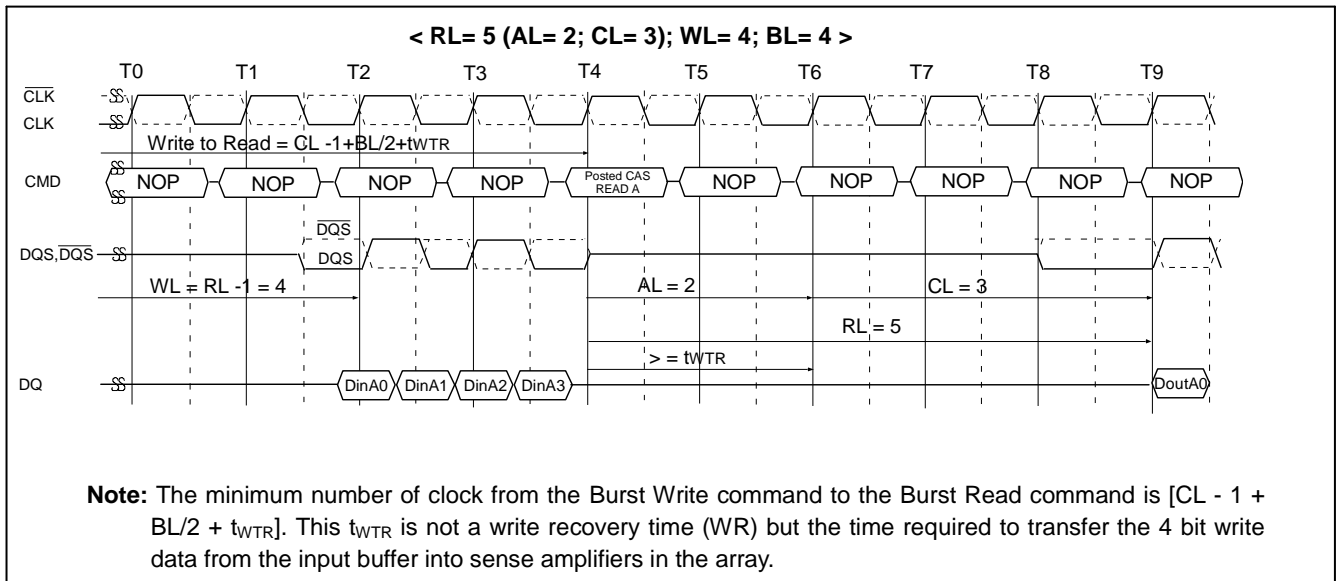 < RL= 5 (AL= 2; CL= 3); WL= 4; BL= 4 >
T0 T1 T2 T3 T4 T5 T6 T7 T8 T9
CLK
CLK
Write to Read = CL -1+BL/2+tWTR
CMD NOP NOP NOP NOP Posted CAS READ A NOP NOP NOP NOP NOP
DQS
DQS,DQS DQS
WL = RL -1 = 4 AL = 2 CL = 3
RL = 5
> = tWTR
DQ DinA0 DinA1 DinA2 DinA3 DoutA0
Note: The minimum number of clock from the Burst Write command to the Burst Read command is [CL - 1 +
BL/2 + tWTR]. This tWTR is not a write recovery time (WR) but the time required to transfer the 4 bit write
data from the input buffer into sense amplifiers in the array.